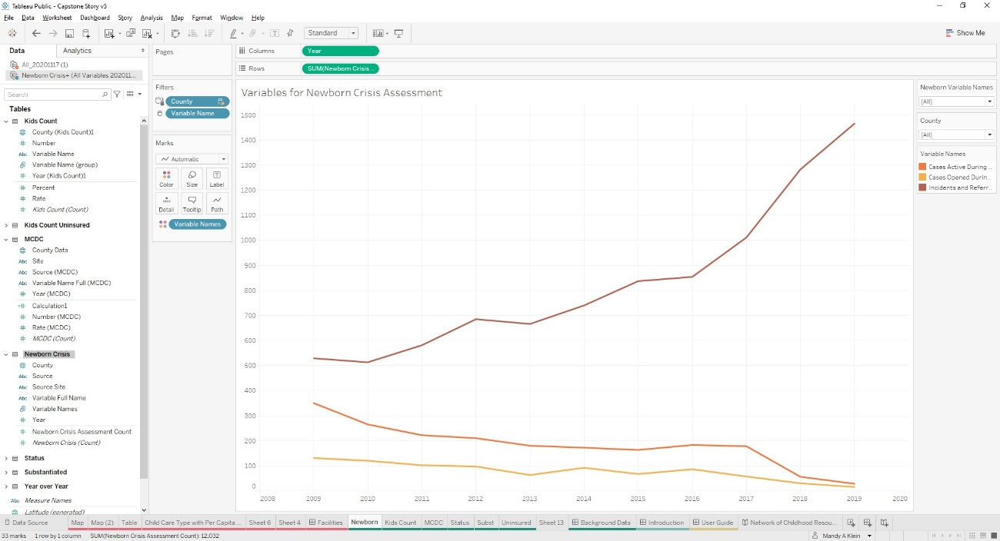 Tableau Public - Capstone Story v5
File Data Worksheet Dashboard Story Analysis Map Format Window Help
Standard
Show Me
Data Analytics
All_20201117 (1)
Newborn Crisis+ (All Variables 202011...
Search
Tables
Kids Count
County (Kids Count)1
Number
Abc Variable Name
Variable Name (group)
Year (Kids Count)1
Percent
Rate
Kids Count (Count)
Kids Count Uninsured
MCDC
County Data
Abc Site
Abc Source (MCDC)
Abc Variable Name Full (MCDC)
Year (MCDC)
Calculation1
Number (MCDC)
Rate (MCDC)
MCDC (Count)
Newborn Crisis
County
Abc Source
Abc Source Site
Abc Variable Full Name
Variable Names
Year
Newborn Crisis Assessment Count
Newborn Crisis (Count)
Status
Substantiated
Year over Year
Abc Measure Names
Latitude (generated)
Pages
Filters
County
Variable Name
Marks
Automatic
Color Size Label
Detail Tooltip Path
Variable Names
Columns Year
Rows SUM(Newborn Crisis ..
Variables for Newborn Crisis Assessment
1500
1400
1300
1200
1100
1000
900
800
700
600
500
400
300
200
100
0
2008 2009 2010 2011 2012 2013 2014 2015 2016 2017 2018 2019 2020
Newborn Variable Names
(All)
County
(All)
Variable Names
Cases Active During ..
Cases Opened Durin..
Incidents and Referr..
Data Source Map Map (2) Table Child Care Type with Per Capita ... Sheet 6 Sheet 4 Facilities Newborn Kids Count MCDC Status Subst Uninsured Sheet 13 Background Data Introduction User Guide Network of Childhood Resou...
33 marks 1 row by 1 column SUM(Newborn Crisis Assessment Count): 12,032 Mandy A Klein